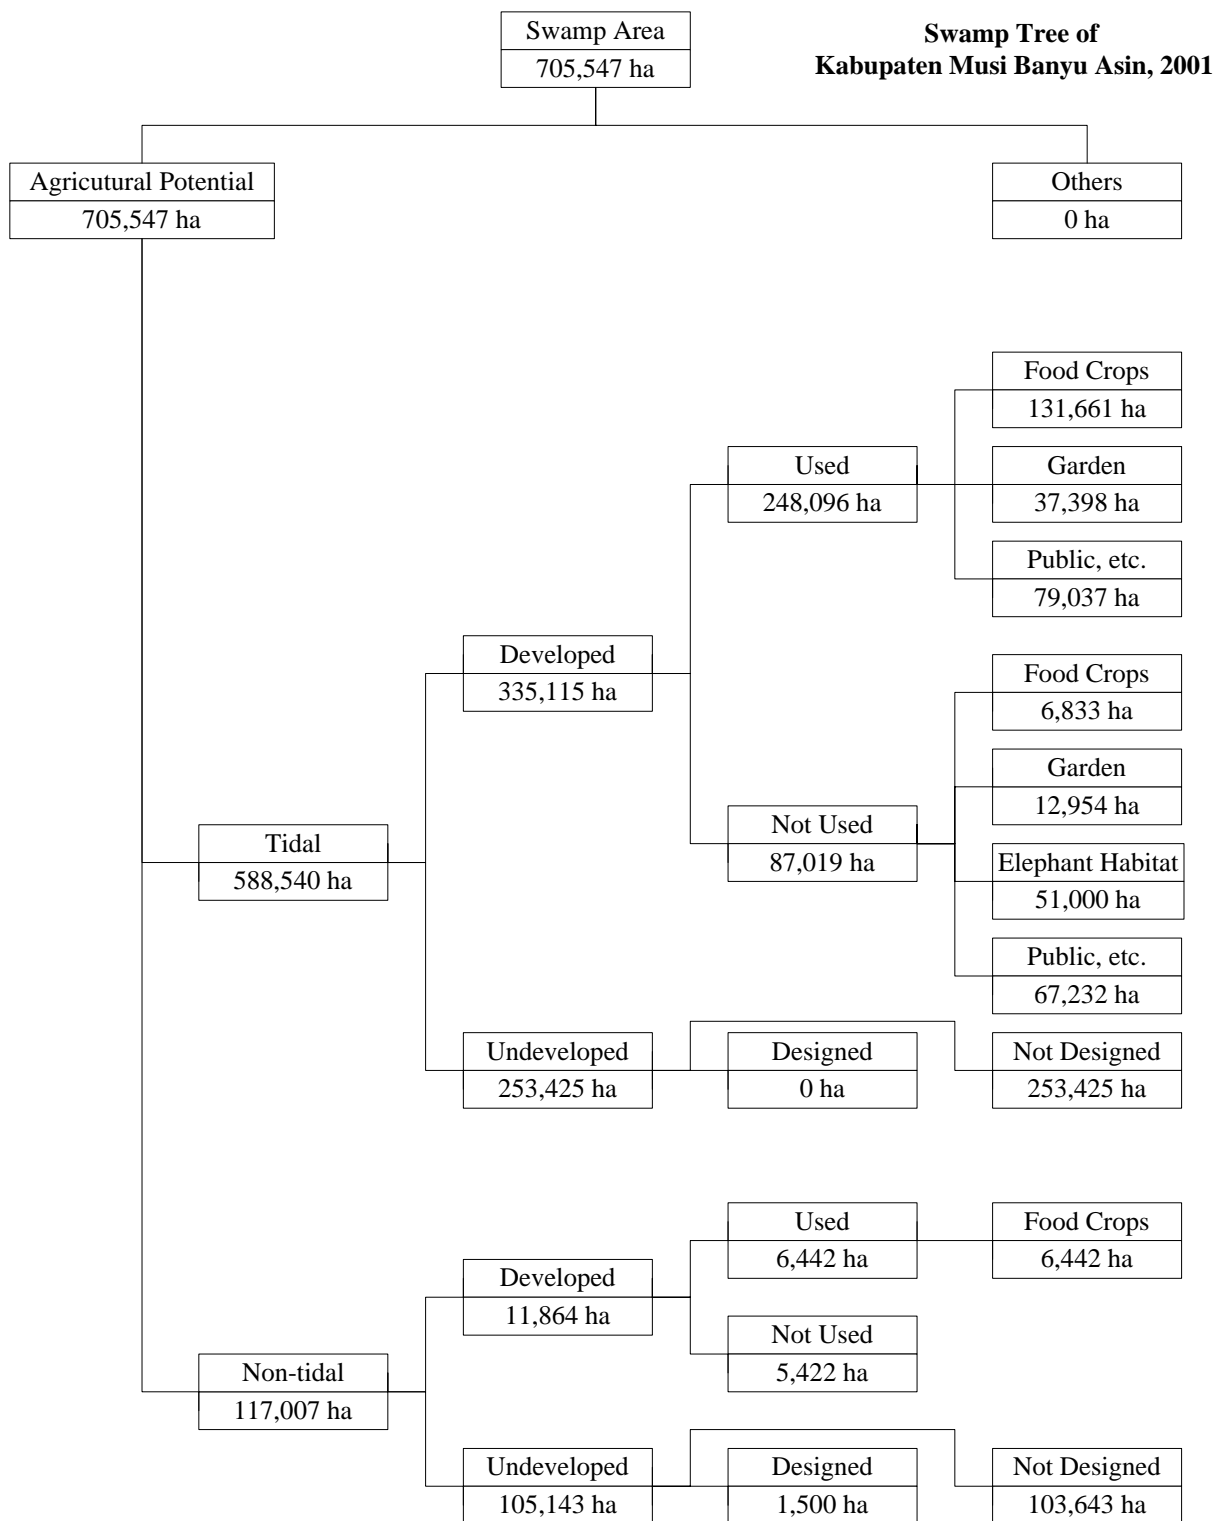 Swamp Tree of
Kabupaten Musi Banyu Asin, 2001
Swamp Area
705,547 ha
Agricutural Potential
705,547 ha
Others
0 ha
Food Crops
131,661 ha
Used
248,096 ha
Garden
37,398 ha
Public, etc.
79,037 ha
Developed
335,115 ha
Food Crops
6,833 ha
Garden
12,954 ha
Not Used
87,019 ha
Tidal
588,540 ha
Elephant Habitat
51,000 ha
Public, etc.
67,232 ha
Undeveloped
253,425 ha
Designed
0 ha
Not Designed
253,425 ha
Used
6,442 ha
Food Crops
6,442 ha
Developed
11,864 ha
Not Used
5,422 ha
Non-tidal
117,007 ha
Undeveloped
105,143 ha
Designed
1,500 ha
Not Designed
103,643 ha